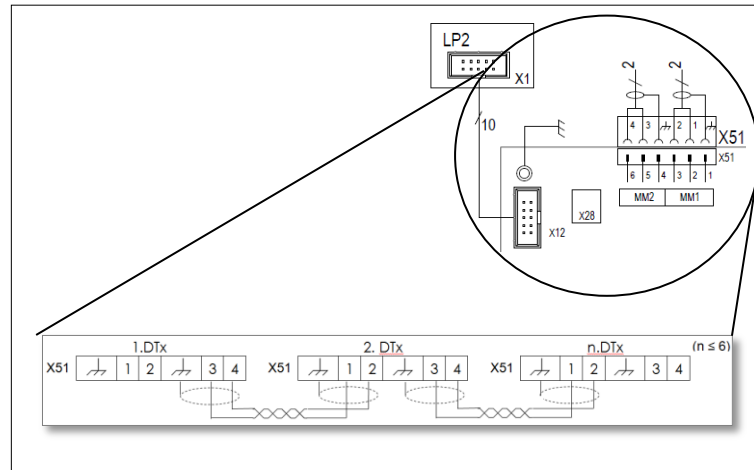 LP2
X1
2 2
10
4 3 2 1
X51
X51
6 5 4 3 2 1
MM2 MM1
X28
X12
1.DTx 2. DTx n.DTx (n ≤ 6)
X51 1 2 3 4 X51 1 2 3 4 X51 1 2 3 4